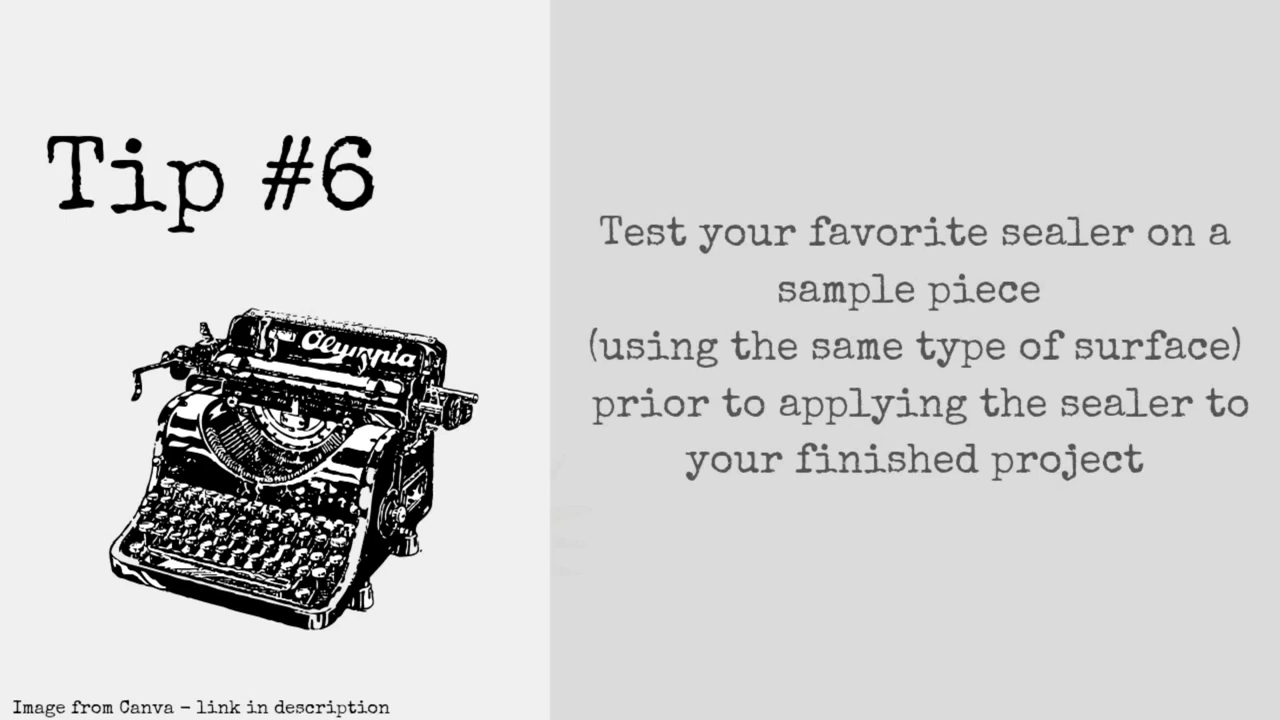 Tip #6
Olympia
Test your favorite sealer on a
sample piece
(using the same type of surface)
prior to applying the sealer to
your finished project
Image from Canva - link in description